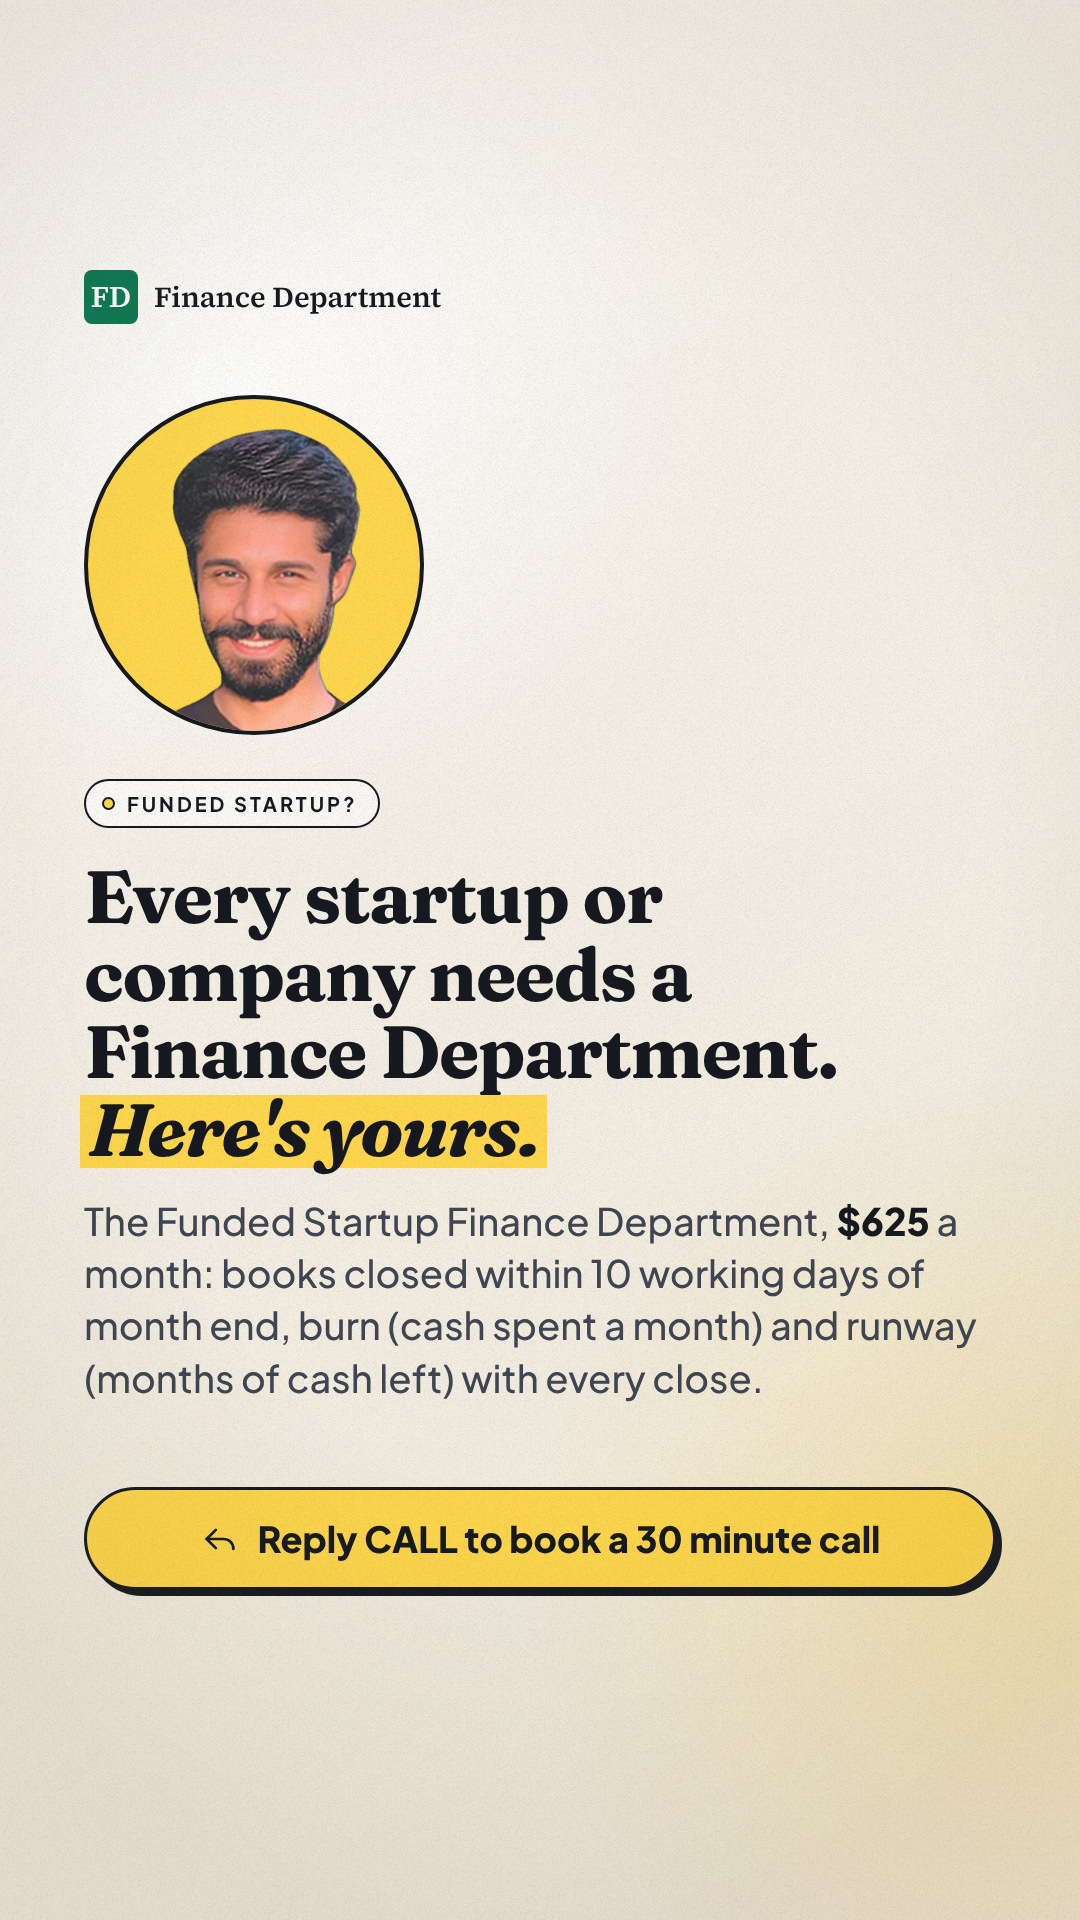 FD Finance Department
FUNDED STARTUP?
Every startup or
company needs a
Finance Department.
Here's yours.
The Funded Startup Finance Department, $625 a
month: books closed within 10 working days of
month end, burn (cash spent a month) and runway
(months of cash left) with every close.
Reply CALL to book a 30 minute call